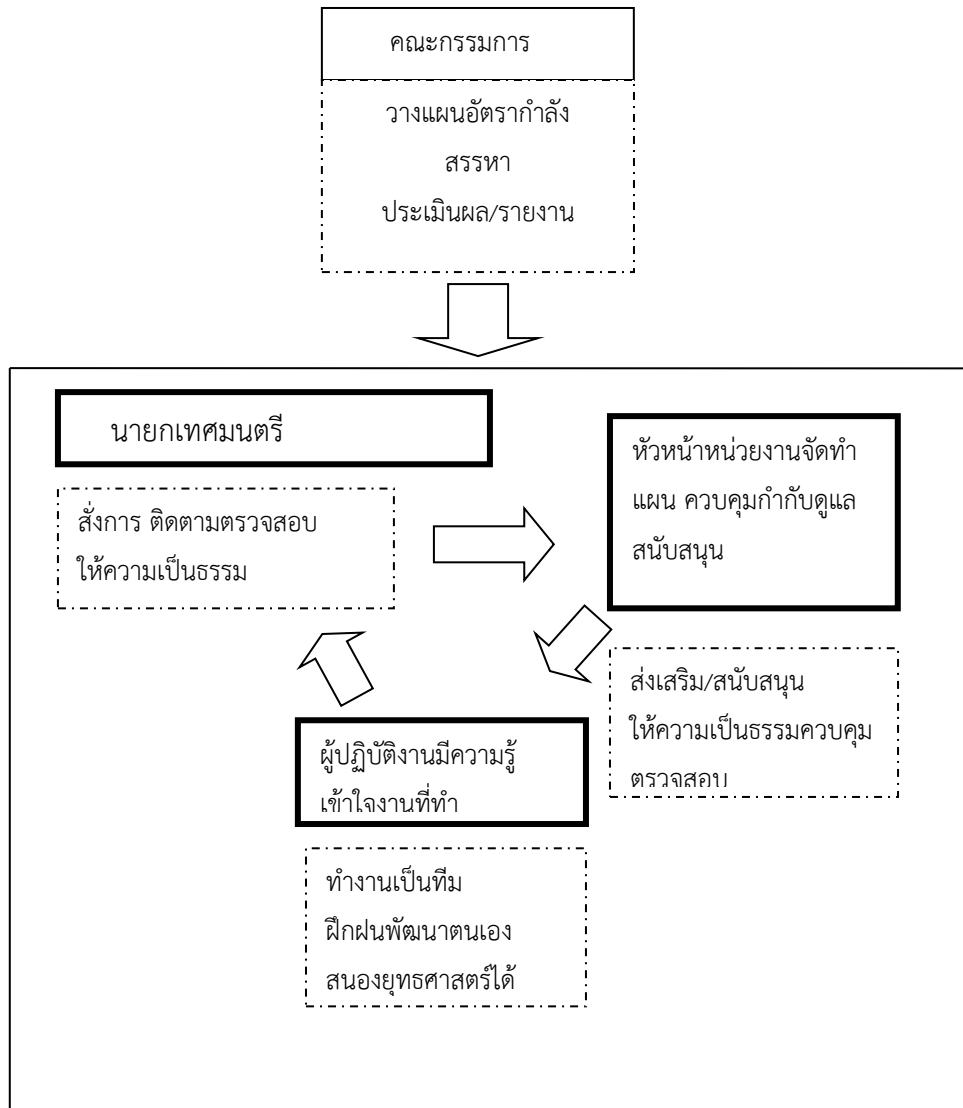 คณะกรรมการ
วางแผนอัตรากำลัง
สรรหา
ประเมินผล/รายงาน
นายกเทศมนตรี
สั่งการ ติดตามตรวจสอบ
ให้ความเป็นธรรม
หัวหน้าหน่วยงานจัดทำ
แผน ควบคุมกำกับดูแล
สนับสนุน
ส่งเสริม/สนับสนุน
ให้ความเป็นธรรมควบคุม
ตรวจสอบ
ผู้ปฏิบัติงานมีความรู้
เข้าใจงานที่ทำ
ทำงานเป็นทีม
ฝึกฝนพัฒนาตนเอง
สนองยุทธศาสตร์ได้